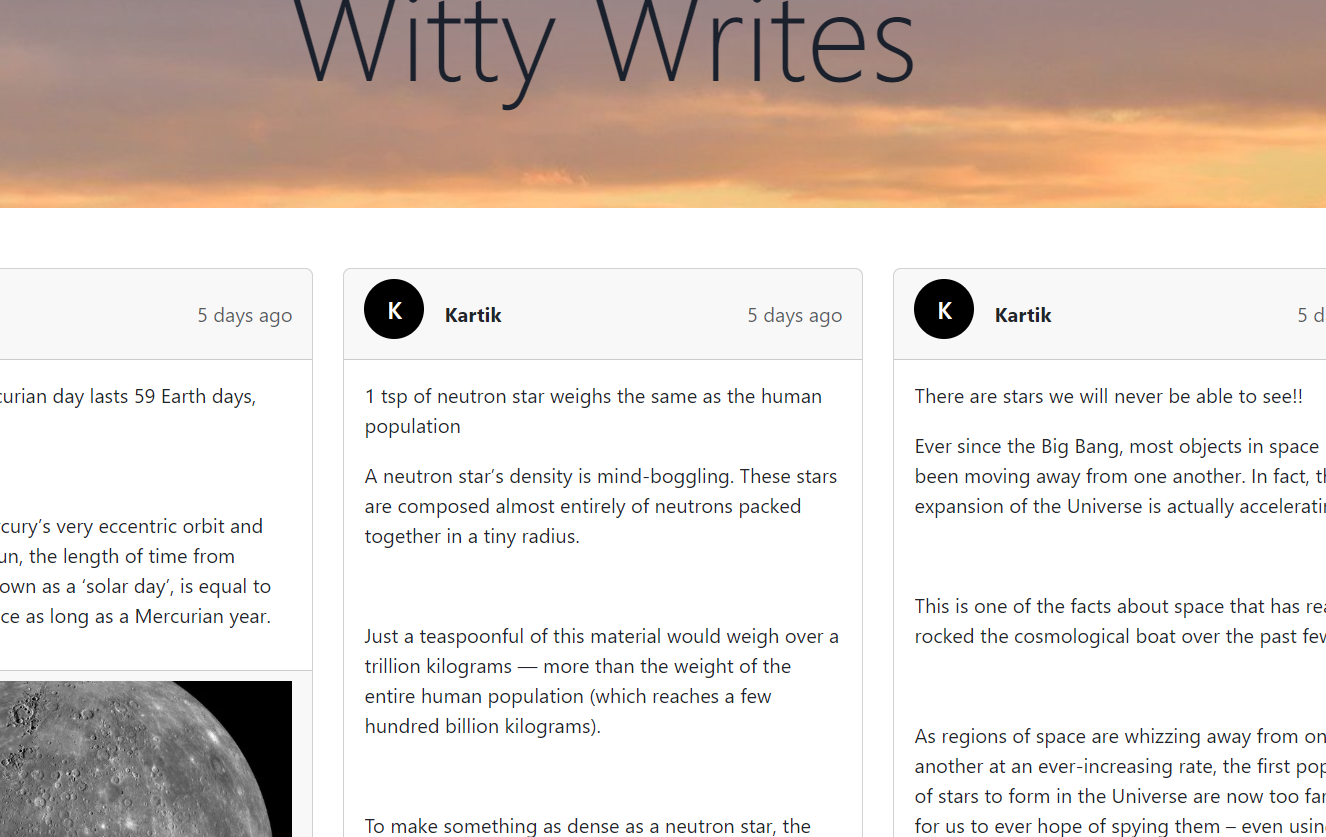 Witty Writes
5 days ago
curian day lasts 59 Earth days,
cury’s very eccentric orbit and
un, the length of time from
own as a ‘solar day’, is equal to
ce as long as a Mercurian year.
K
Kartik
5 days ago
1 tsp of neutron star weighs the same as the human
population
A neutron star’s density is mind-boggling. These stars
are composed almost entirely of neutrons packed
together in a tiny radius.
Just a teaspoonful of this material would weigh over a
trillion kilograms — more than the weight of the
entire human population (which reaches a few
hundred billion kilograms).
To make something as dense as a neutron star, the
K
Kartik
5 d
There are stars we will never be able to see!!
Ever since the Big Bang, most objects in space
been moving away from one another. In fact, th
expansion of the Universe is actually accelerati
This is one of the facts about space that has rea
rocked the cosmological boat over the past few
As regions of space are whizzing away from on
another at an ever-increasing rate, the first pop
of stars to form in the Universe are now too far
for us to ever hope of spying them – even using